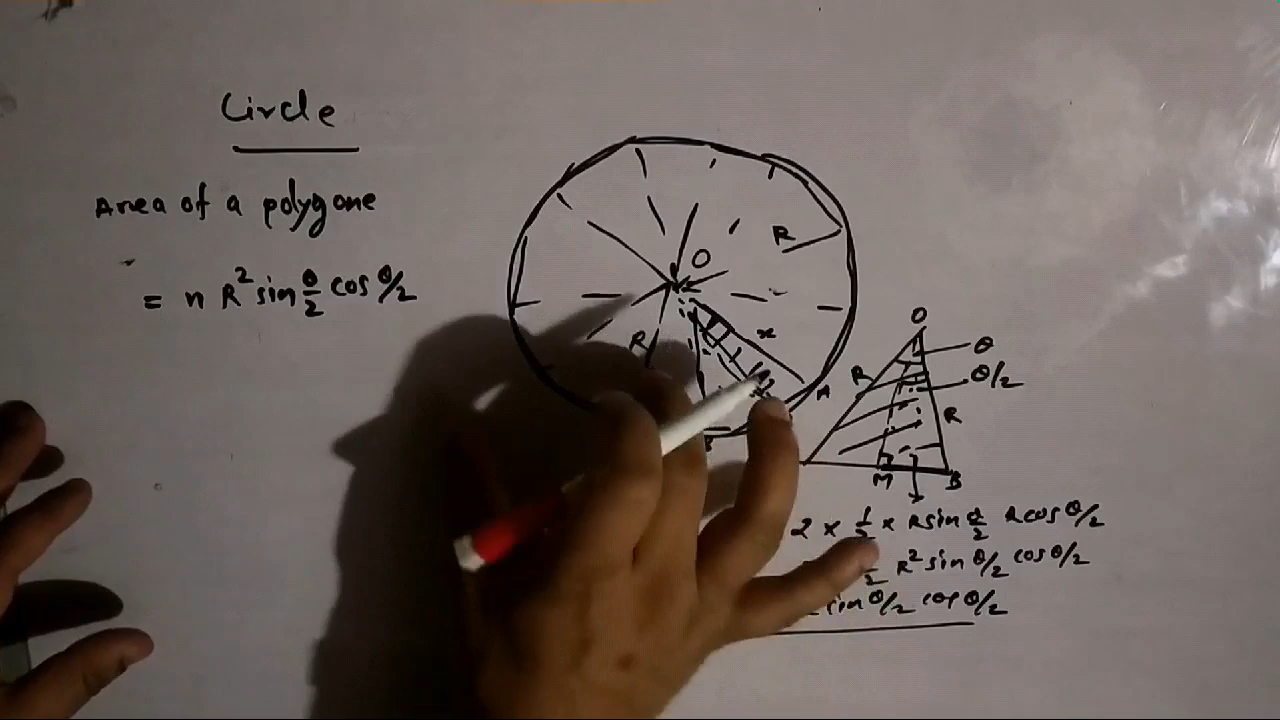 Circle
Area of a polygone
= n R² sin θ/2 cos θ/2
R
O
R
x
A
B
O
θ
θ/2
R
R
M
B
2 × 1/2 × R sin θ/2 R cos θ/2
R² sin θ/2 cos θ/2
sin θ/2 cos θ/2